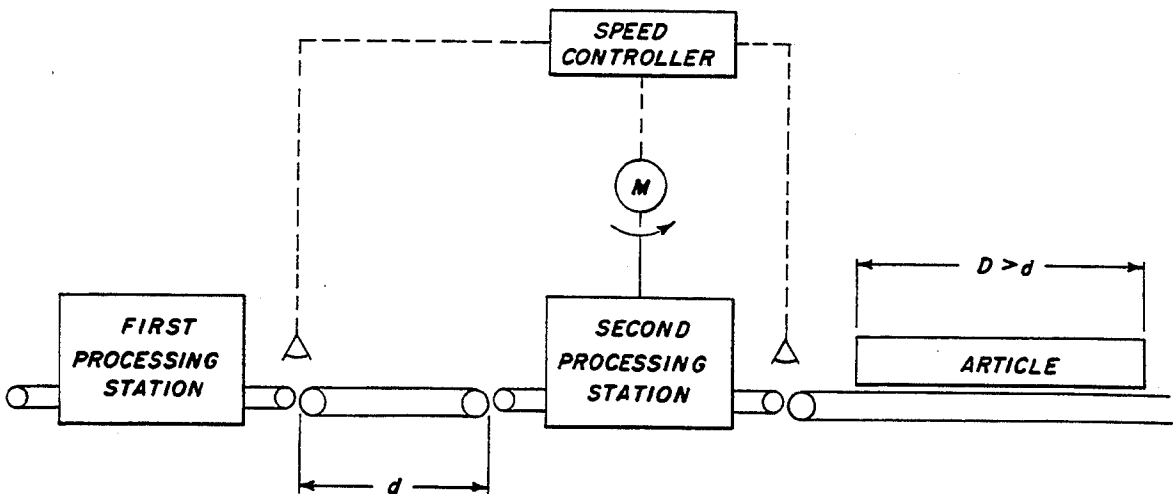 SPEED
CONTROLLER
M
D > d
FIRST
PROCESSING
STATION
SECOND
PROCESSING
STATION
ARTICLE
d